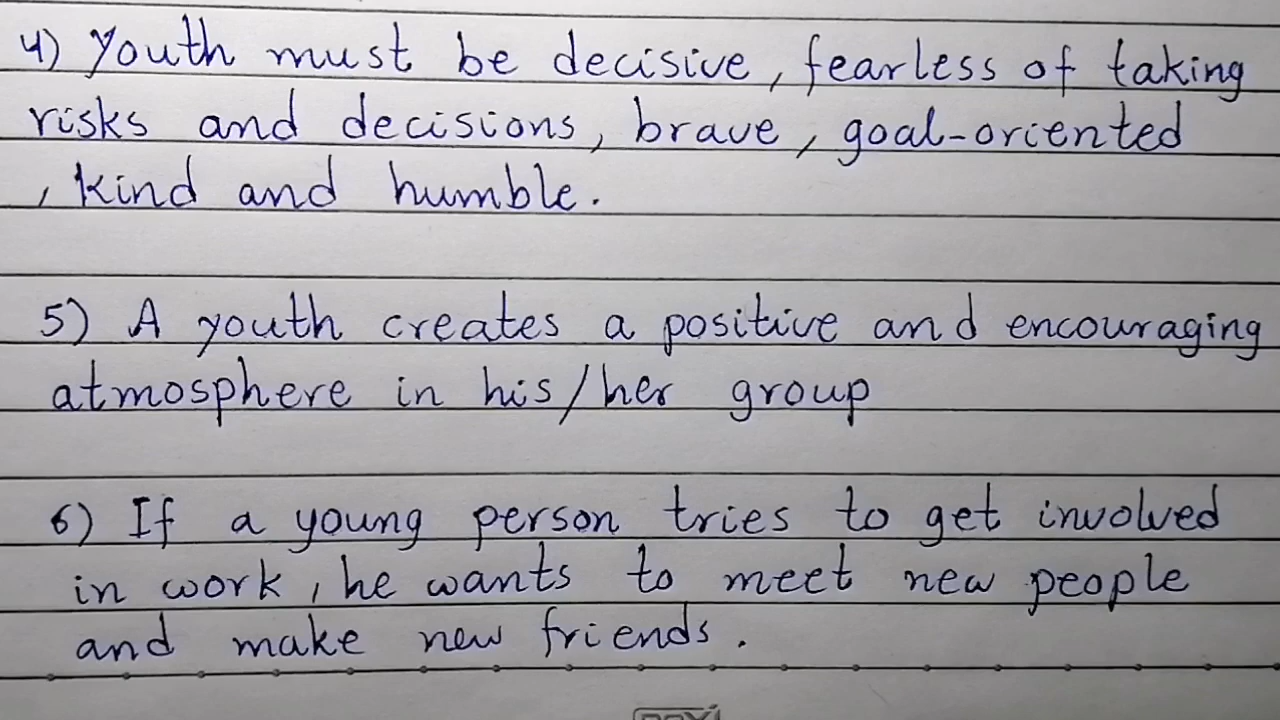 4) Youth must be decisive, fearless of taking
risks and decisions, brave, goal-oriented
, kind and humble.
5) A youth creates a positive and encouraging
atmosphere in his/her group
6) If a young person tries to get involved
in work, he wants to meet new people
and make new friends.